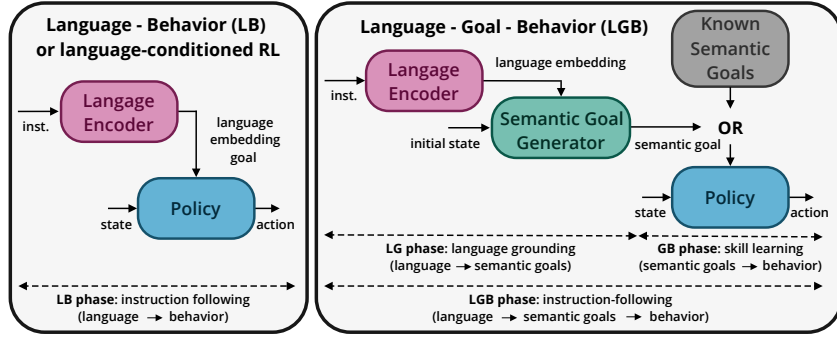 Language - Behavior (LB)
or language-conditioned RL
inst.
Langage
Encoder
language
embedding
goal
state
Policy
action
LB phase: instruction following
(language → behavior)
Language - Goal - Behavior (LGB)
Known
Semantic
Goals
inst.
Langage
Encoder
language embedding
initial state
Semantic Goal
Generator
semantic goal
OR
state
Policy
action
LG phase: language grounding
(language → semantic goals)
GB phase: skill learning
(semantic goals → behavior)
LGB phase: instruction-following
(language → semantic goals → behavior)